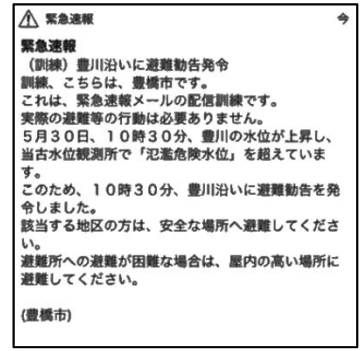 緊急速報 今
緊急速報
（訓練）豊川沿いに避難勧告発令
訓練、こちらは、豊橋市です。
これは、緊急速報メールの配信訓練です。
実際の避難等の行動は必要ありません。
５月３０日、１０時３０分、豊川の水位が上昇し、
当古水位観測所で「氾濫危険水位」を超えていま
す。
このため、１０時３０分、豊川沿いに避難勧告を発
令しました。
該当する地区の方は、安全な場所へ避難してくださ
い。
避難所への避難が困難な場合は、屋内の高い場所に
避難してください。
(豊橋市)